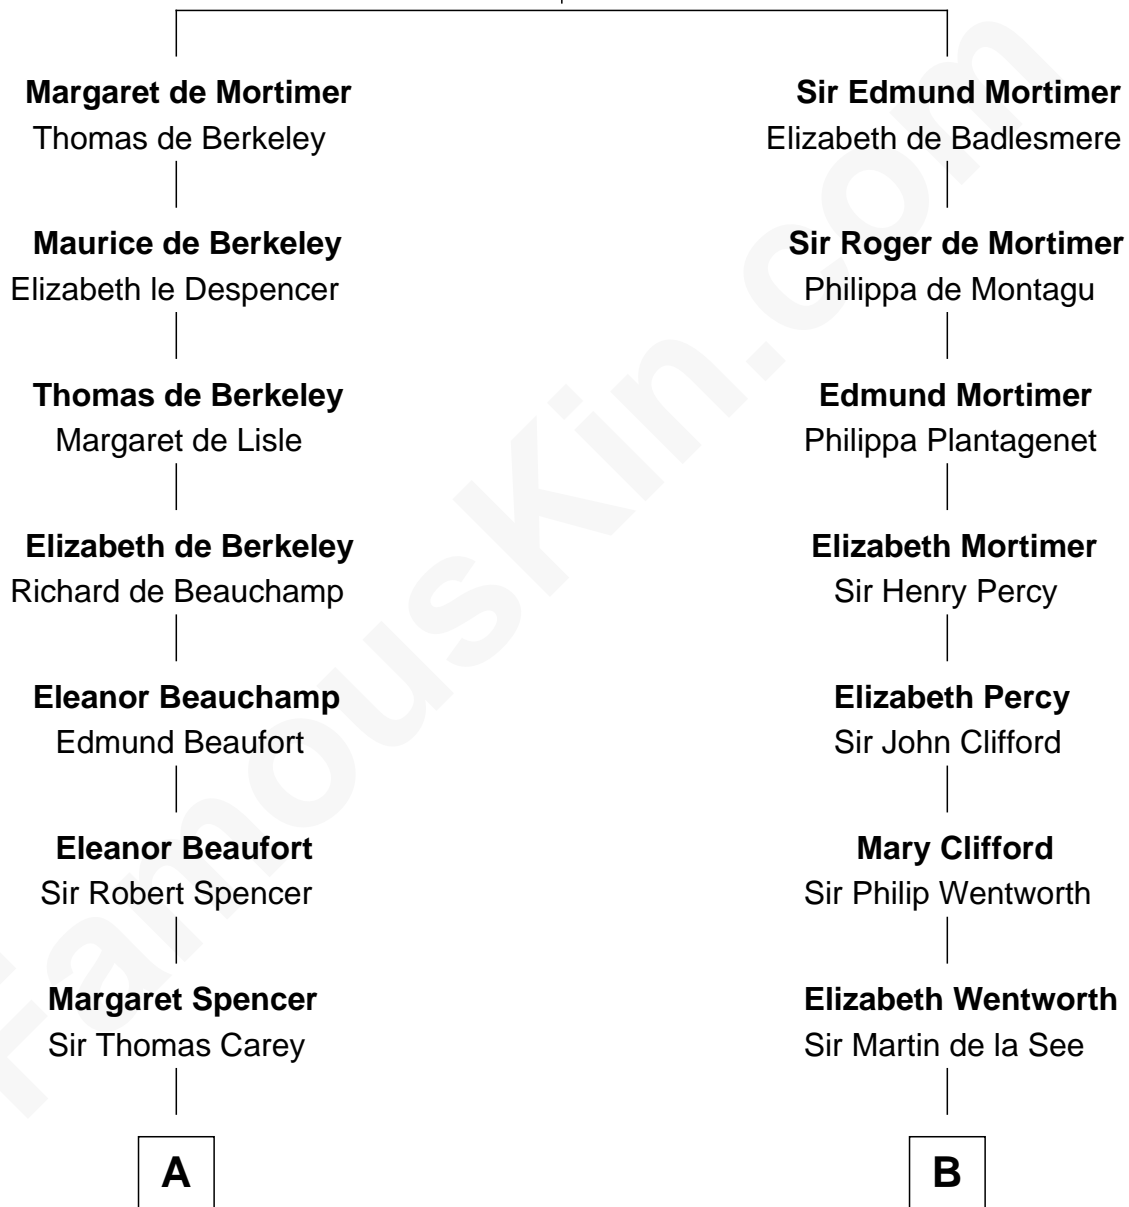 Margaret de Mortimer
Thomas de Berkeley
Sir Edmund Mortimer
Elizabeth de Badlesmere
Maurice de Berkeley
Elizabeth le Despencer
Sir Roger de Mortimer
Philippa de Montagu
Thomas de Berkeley
Margaret de Lisle
Edmund Mortimer
Philippa Plantagenet
Elizabeth de Berkeley
Richard de Beauchamp
Elizabeth Mortimer
Sir Henry Percy
Eleanor Beauchamp
Edmund Beaufort
Elizabeth Percy
Sir John Clifford
Eleanor Beaufort
Sir Robert Spencer
Mary Clifford
Sir Philip Wentworth
Margaret Spencer
Sir Thomas Carey
Elizabeth Wentworth
Sir Martin de la See
A
B
FamousKin.com